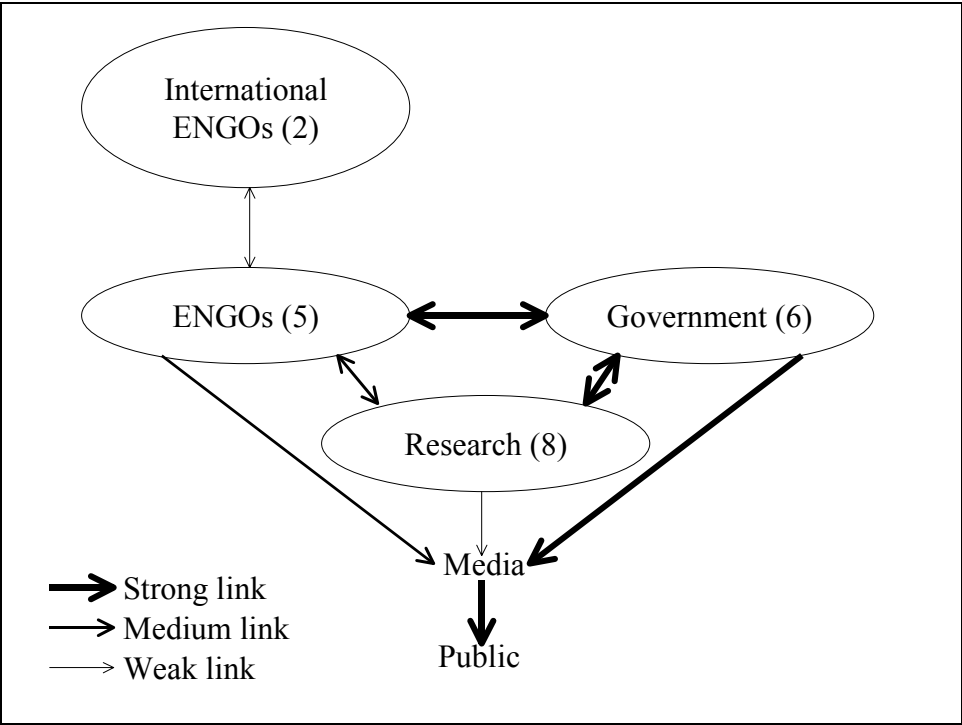 International
ENGOs (2)
ENGOs (5)
Government (6)
Research (8)
Media
Public
Strong link
Medium link
Weak link